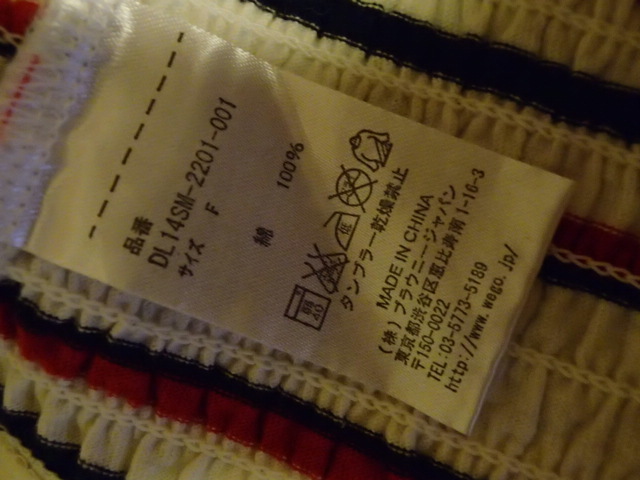 品番
DL14SM-2201-001
サイズ F
綿 100%
弱 40
タンブラー乾燥禁止
MADE IN CHINA
(株)ブラウニー・ジャパン
東京都渋谷区恵比寿南1-16-3
〒150-0022
TEL:03-5773-5189
http://www.wego.jp/